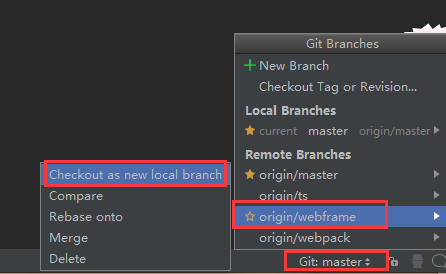 Git Branches
New Branch
Checkout Tag or Revision...
Local Branches
current master origin/master
Remote Branches
origin/master
origin/ts
origin/webframe
origin/webpack
Checkout as new local branch
Compare
Rebase onto
Merge
Delete
Git: master